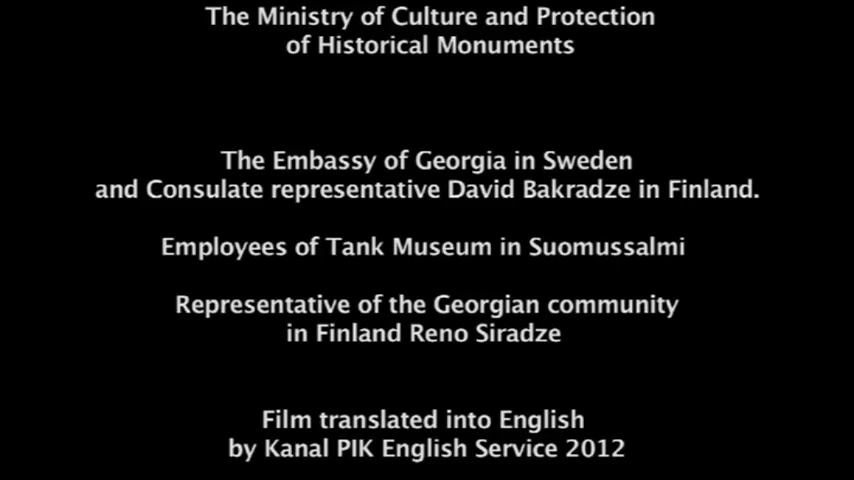 The Ministry of Culture and Protection
of Historical Monuments
The Embassy of Georgia in Sweden
and Consulate representative David Bakradze in Finland.
Employees of Tank Museum in Suomussalmi
Representative of the Georgian community
in Finland Reno Siradze
Film translated into English
by Kanal PIK English Service 2012